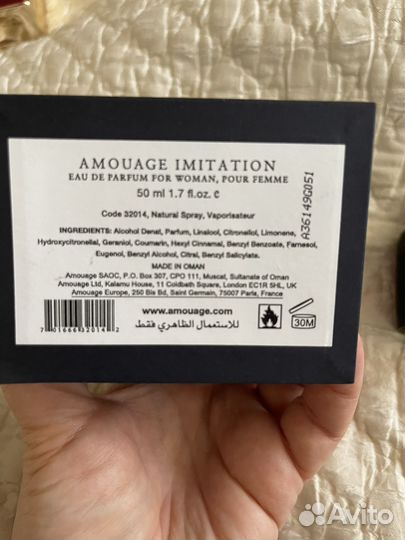 AMOUAGE IMITATION
EAU DE PARFUM FOR WOMAN, POUR FEMME
50 ml 1.7 fl.oz. ℮
Code 32014, Natural Spray, Vaporisateur
INGREDIENTS: Alcohol Denat, Parfum, Linalool, Citronellol, Limonene,
Hydroxycitronellal, Geraniol, Coumarin, Hexyl Cinnamal, Benzyl Benzoate, Farnesol,
Eugenol, Benzyl Alcohol, Citral, Benzyl Salicylate.
MADE IN OMAN
Amouage SAOC, P.O. Box 307, CPO 111, Muscat, Sultanate of Oman
Amouage Ltd, Kalamu House, 11 Coldbath Square, London EC1R 5HL, UK
Amouage Europe, 250 Bis Bd, Saint Germain, 75007 Paris, France
www.amouage.com
للاستعمال الظاهري فقط
7 01666 32014 2
30M
A36149G051
Avito